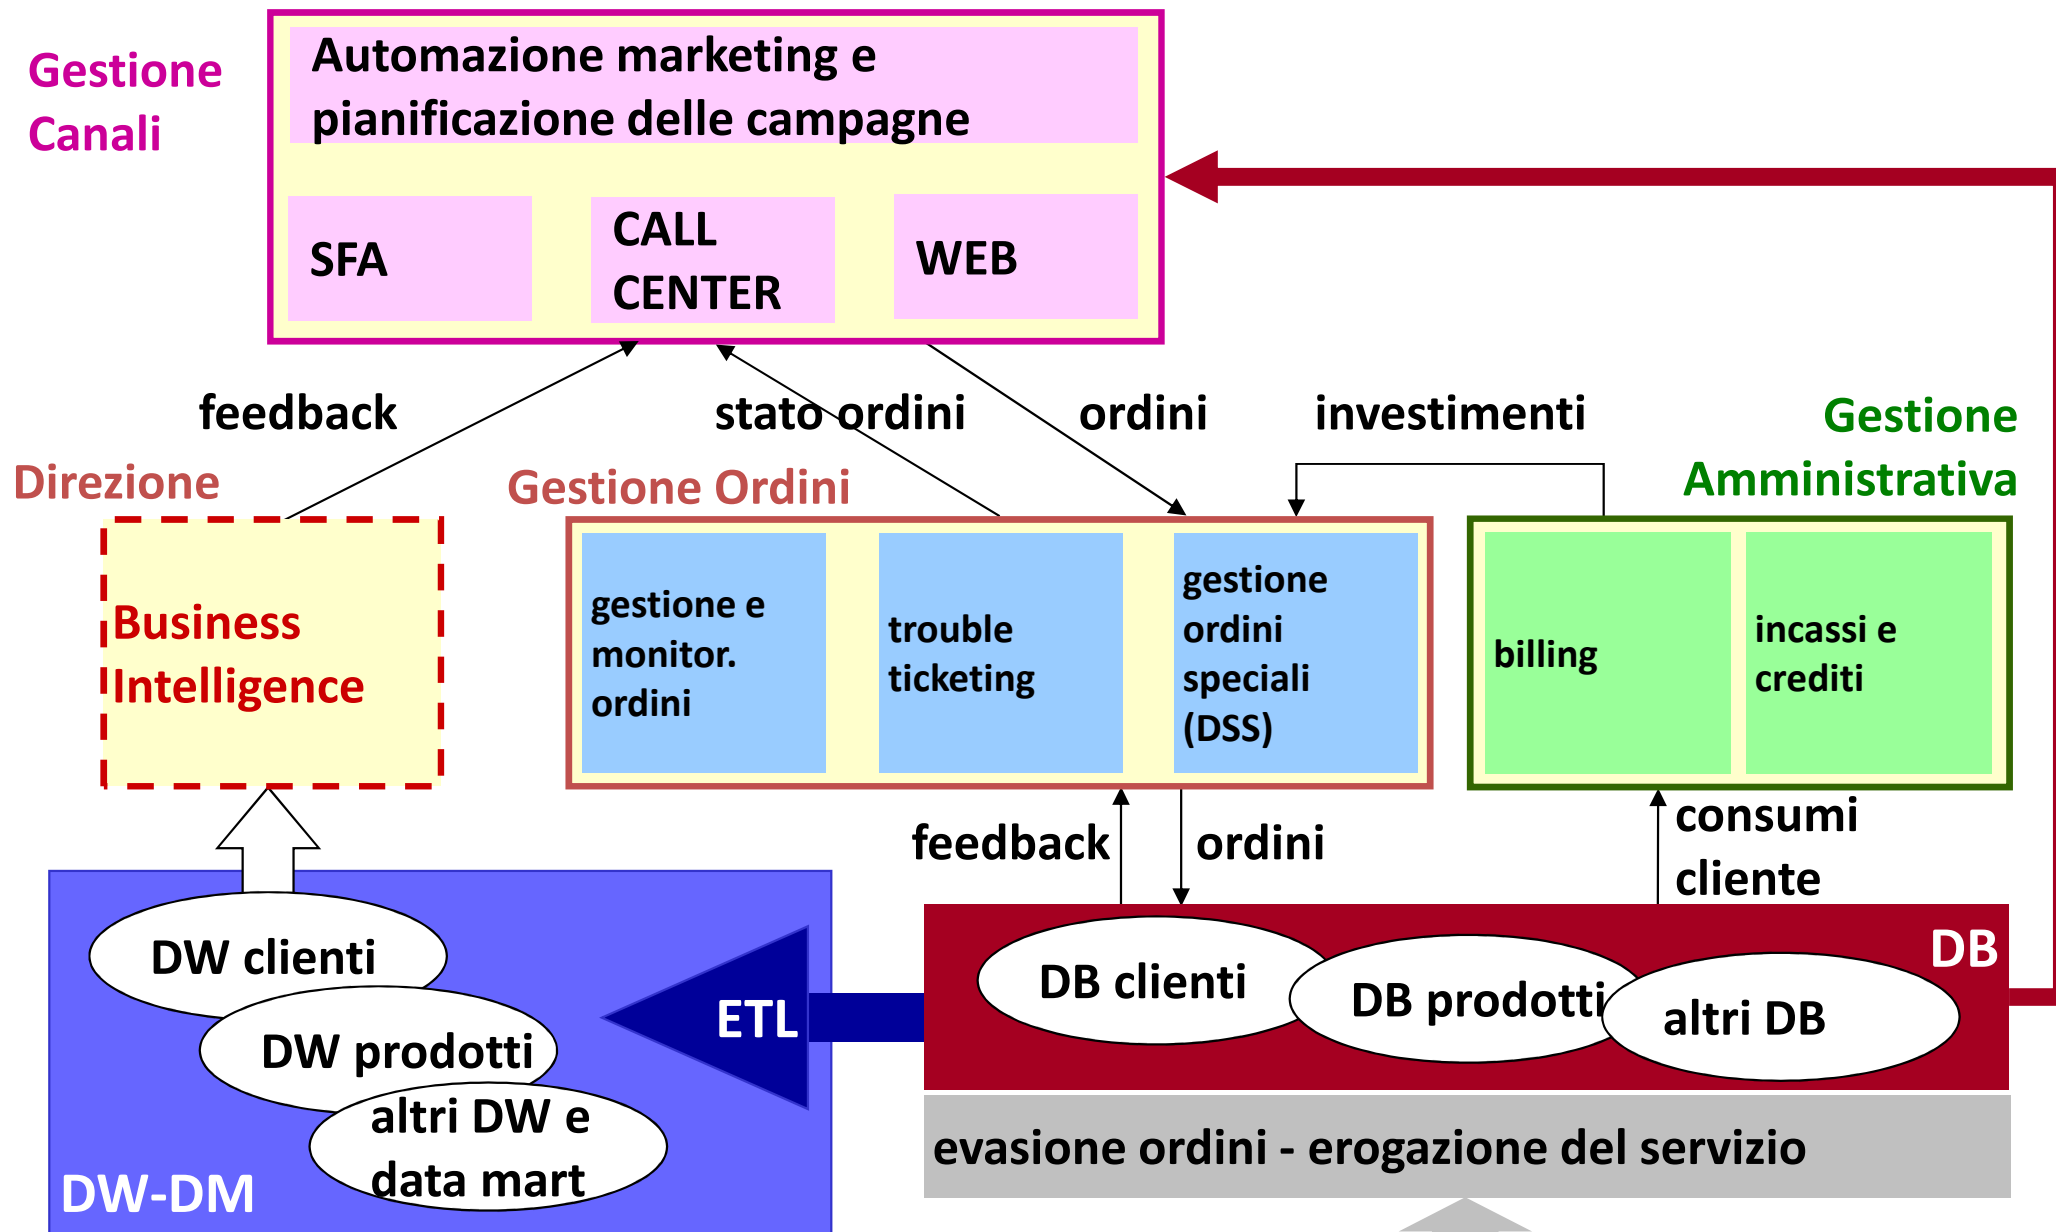 Gestione
Canali
Automazione marketing e
pianificazione delle campagne
SFA
CALL
CENTER
WEB
feedback
stato ordini
ordini
investimenti
Gestione
Amministrativa
Direzione
Gestione Ordini
Business
Intelligence
gestione e
monitor.
ordini
trouble
ticketing
gestione
ordini
speciali
(DSS)
billing
incassi e
crediti
feedback
ordini
consumi
cliente
DW clienti
DW prodotti
altri DW e
data mart
DW-DM
ETL
DB clienti
DB prodotti
altri DB
DB
evasione ordini - erogazione del servizio